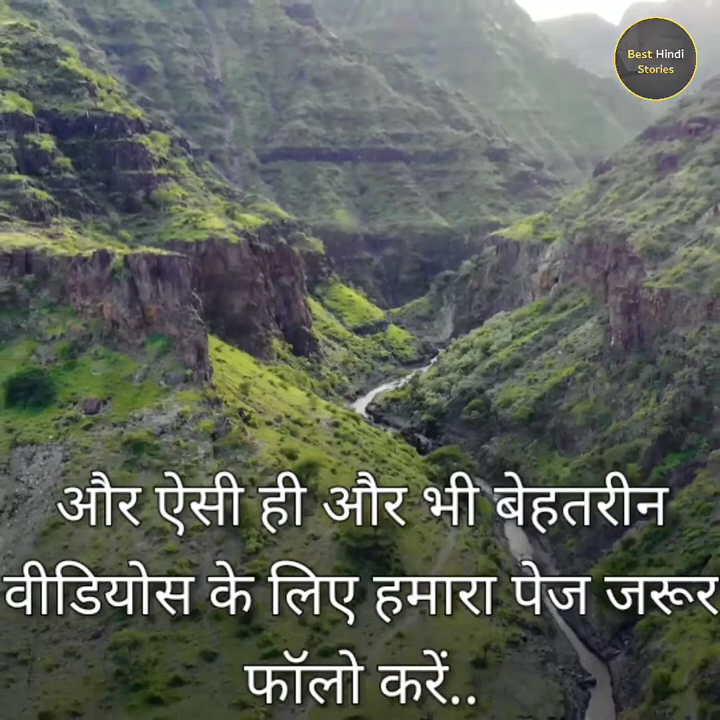 Best Hindi
Stories
और ऐसी ही और भी बेहतरीन
वीडियोस के लिए हमारा पेज जरूर
फॉलो करें..